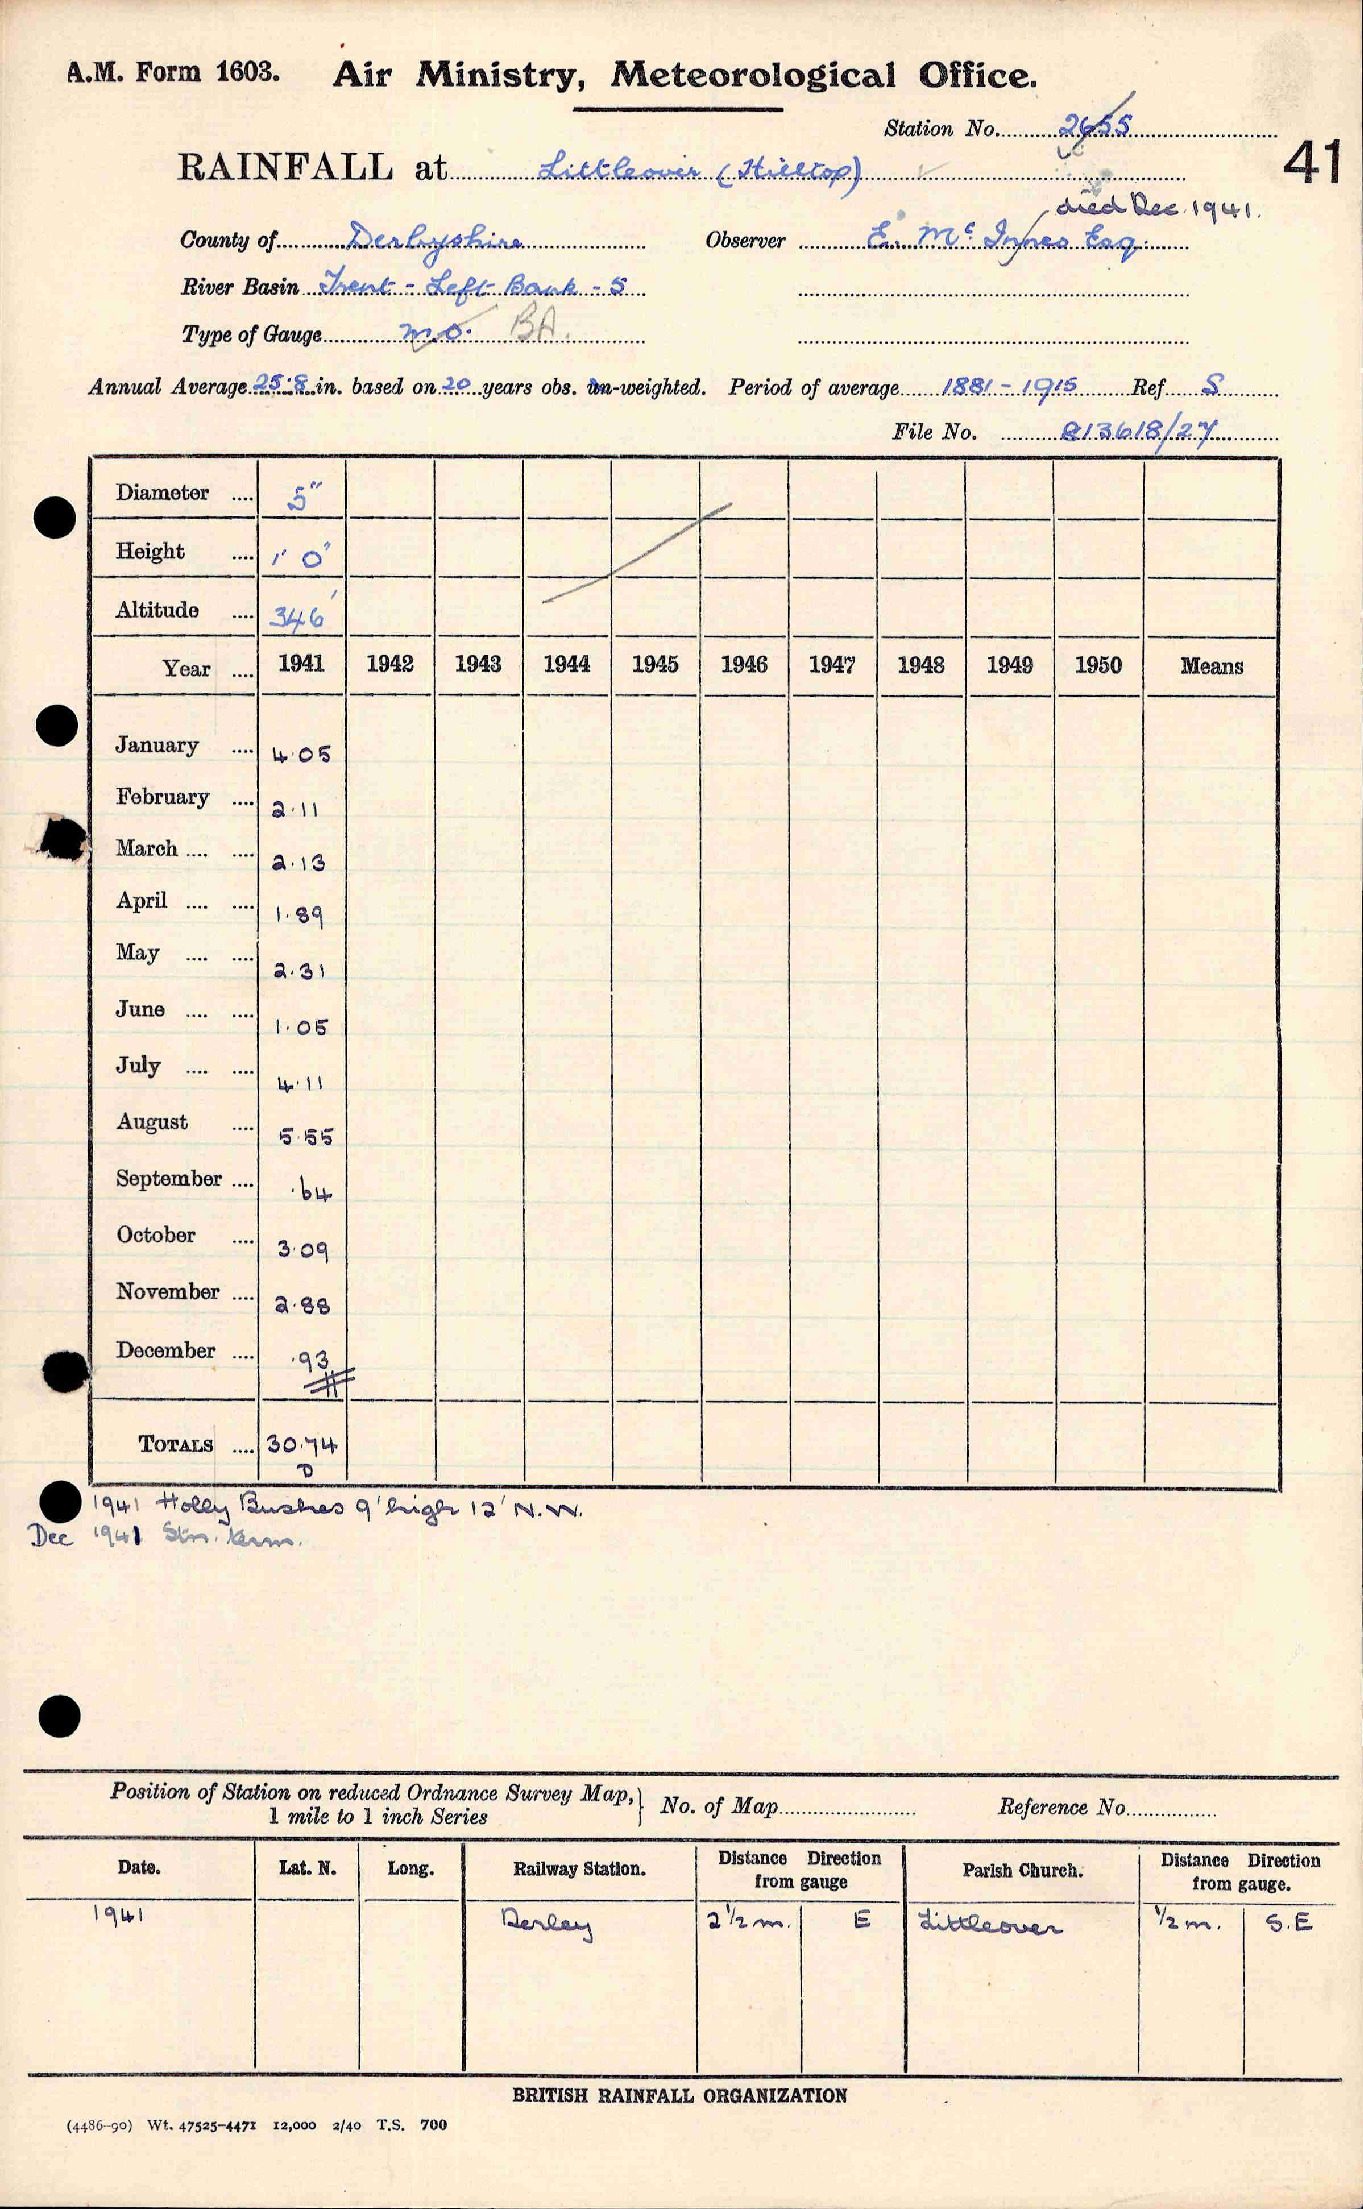 A.M. Form 1603. Air Ministry, Meteorological Office.
Station No. 2655
41
RAINFALL at Littleover (Hilltop)
died Dec. 1941.
County of Derbyshire Observer E. Mc Innes Esq.
River Basin Trent - Left Bank - 5
Type of Gauge M.O. BA.
Annual Average 25.8 in. based on 20 years obs. un-weighted. Period of average 1881 - 1915 Ref S
File No. 813618/27
Diameter .... 5"
Height .... 1' 0"
Altitude .... 346'
Year .... 1941 1942 1943 1944 1945 1946 1947 1948 1949 1950 Means
January .... 4.05
February .... 2.11
March .... .... 2.13
April .... .... 1.89
May .... .... 2.31
June .... .... 1.05
July .... .... 4.11
August .... 5.55
September .... .64
October .... 3.09
November .... 2.88
December .... .93
TOTALS .... 30.74
D
1941 Holly Bushes 9' high 12' N.W.
Dec 1941 Stn. term.
Position of Station on reduced Ordnance Survey Map, } No. of Map Reference No.
1 mile to 1 inch Series
Date. Lat. N. Long. Railway Station. Distance Direction from gauge Parish Church. Distance Direction from gauge.
1941 Derby 2 1/2 m. E Littleover 1/2 m. S.E
BRITISH RAINFALL ORGANIZATION
(4486-90) Wt. 47525-4471 12,000 2/40 T.S. 700